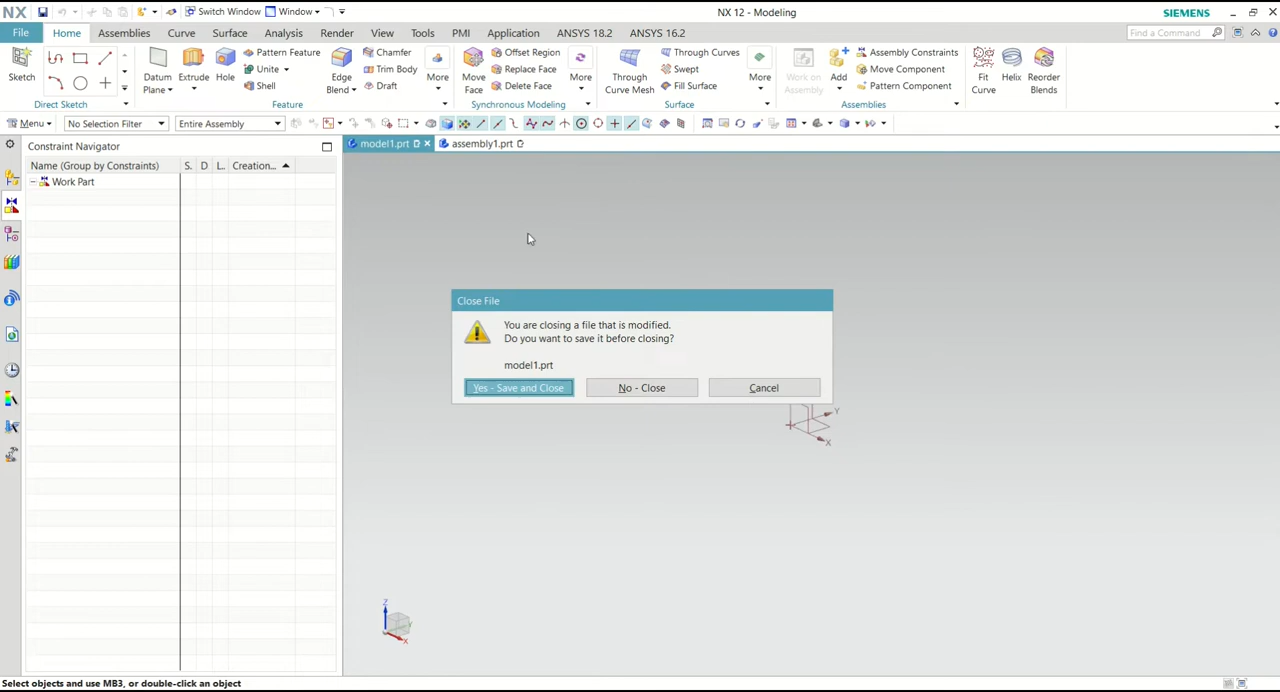 NX
Switch Window
Window
NX 12 - Modeling
SIEMENS
File
Home
Assemblies
Curve
Surface
Analysis
Render
View
Tools
PMI
Application
ANSYS 18.2
ANSYS 16.2
Find a Command
Sketch
Direct Sketch
Datum
Plane
Extrude
Hole
Pattern Feature
Unite
Shell
Edge
Blend
Chamfer
Trim Body
Draft
More
Feature
Move
Face
Offset Region
Replace Face
Delete Face
More
Synchronous Modeling
Through
Curve Mesh
Through Curves
Swept
Fill Surface
More
Surface
Work on
Assembly
Add
Assembly Constraints
Move Component
Pattern Component
Assemblies
Fit
Curve
Helix
Reorder
Blends
Menu
No Selection Filter
Entire Assembly
Constraint Navigator
model1.prt
assembly1.prt
Name (Group by Constraints)
S.
D
L.
Creation...
Work Part
Close File
You are closing a file that is modified.
Do you want to save it before closing?
model1.prt
Yes - Save and Close
No - Close
Cancel
Y
X
Z
Y
X
Select objects and use MB3, or double-click an object